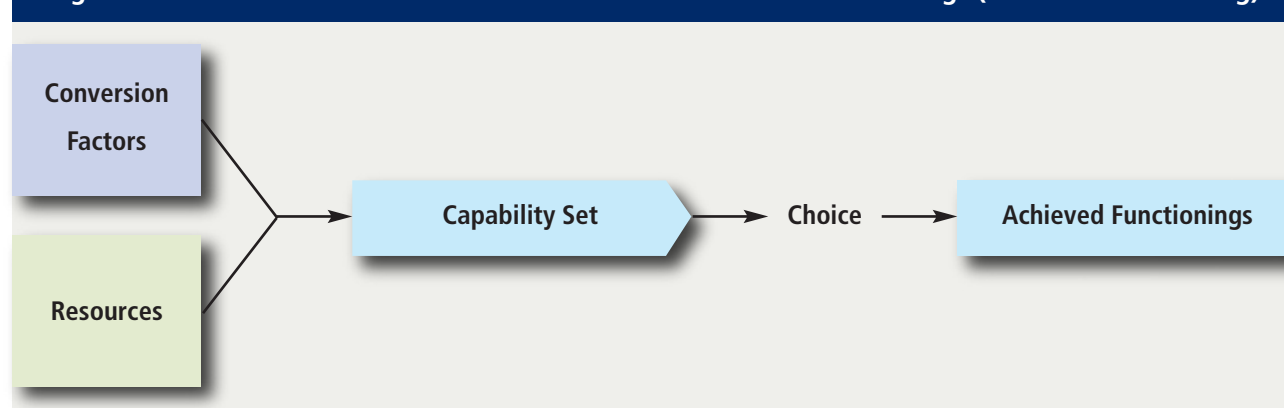 Conversion
Factors
Capability Set
Choice
Achieved Functionings
Resources